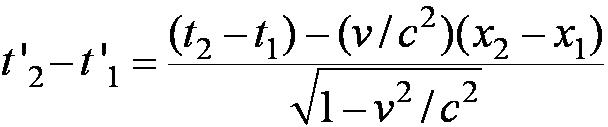 t'₂−t'₁ = ((t₂−t₁)−(v/c²)(x₂−x₁))/√(1−v²/c²)